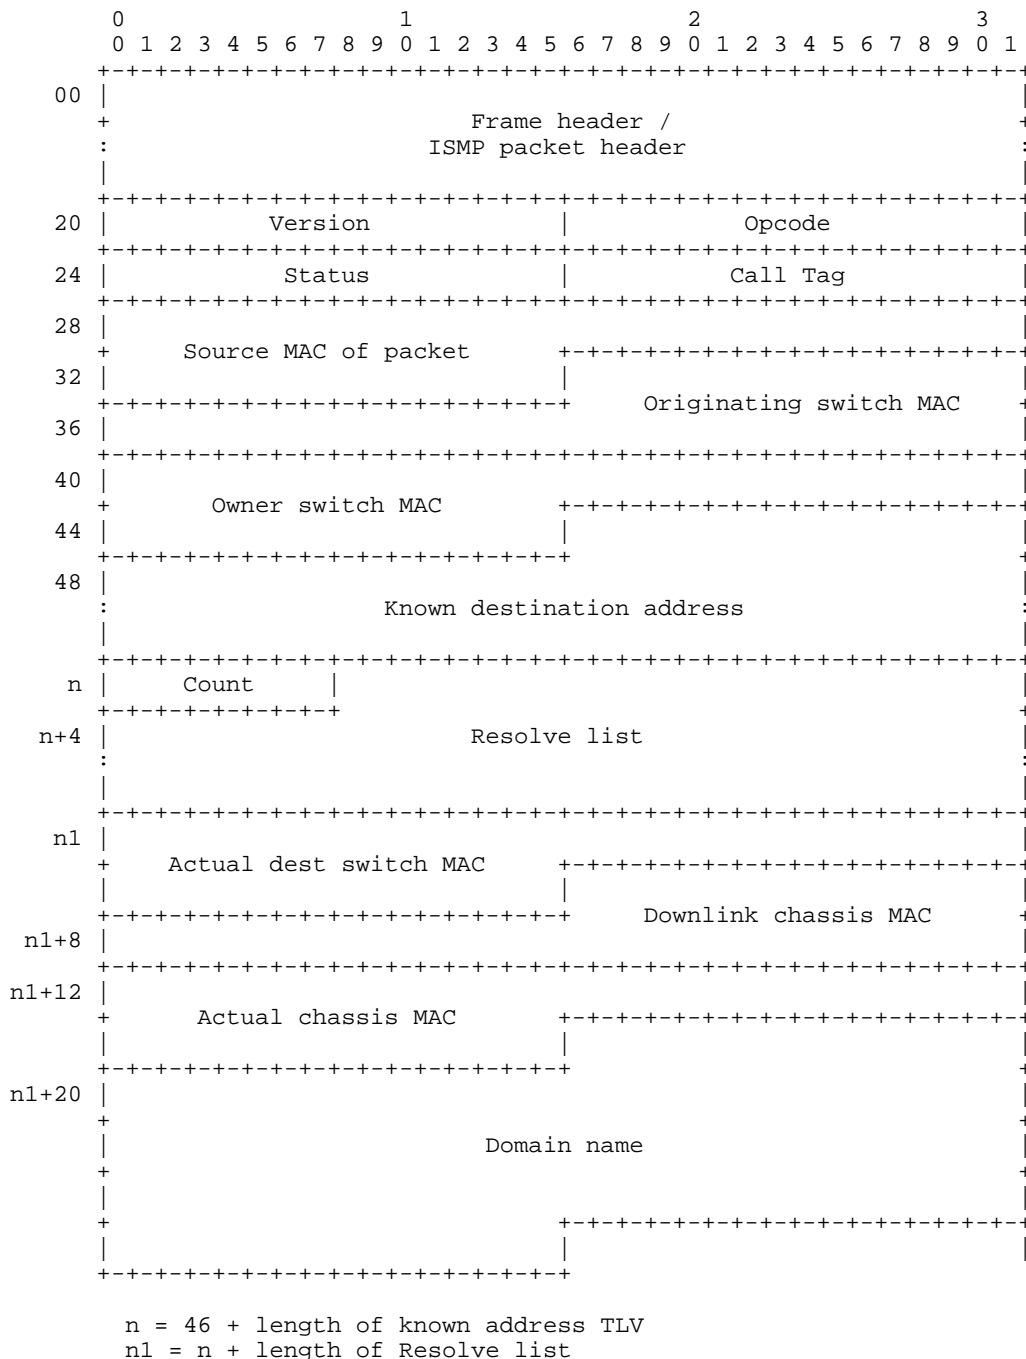 0                   1                   2                   3
 0 1 2 3 4 5 6 7 8 9 0 1 2 3 4 5 6 7 8 9 0 1 2 3 4 5 6 7 8 9 0 1
+-+-+-+-+-+-+-+-+-+-+-+-+-+-+-+-+-+-+-+-+-+-+-+-+-+-+-+-+-+-+-+-+
00 |                                                               |
+                         Frame header /                        +
:                      ISMP packet header                       :
|                                                               |
+-+-+-+-+-+-+-+-+-+-+-+-+-+-+-+-+-+-+-+-+-+-+-+-+-+-+-+-+-+-+-+-+
20 |           Version             |            Opcode             |
+-+-+-+-+-+-+-+-+-+-+-+-+-+-+-+-+-+-+-+-+-+-+-+-+-+-+-+-+-+-+-+-+
24 |            Status             |           Call Tag            |
+-+-+-+-+-+-+-+-+-+-+-+-+-+-+-+-+-+-+-+-+-+-+-+-+-+-+-+-+-+-+-+-+
28 |                                                               |
+     Source MAC of packet      +-+-+-+-+-+-+-+-+-+-+-+-+-+-+-+-+
32 |                               |                               |
+-+-+-+-+-+-+-+-+-+-+-+-+-+-+-+-+     Originating switch MAC    +
36 |                                                               |
+-+-+-+-+-+-+-+-+-+-+-+-+-+-+-+-+-+-+-+-+-+-+-+-+-+-+-+-+-+-+-+-+
40 |                                                               |
+       Owner switch MAC        +-+-+-+-+-+-+-+-+-+-+-+-+-+-+-+-+
44 |                               |                               |
+-+-+-+-+-+-+-+-+-+-+-+-+-+-+-+-+                               +
48 |                                                               |
:                   Known destination address                   :
|                                                               |
+-+-+-+-+-+-+-+-+-+-+-+-+-+-+-+-+-+-+-+-+-+-+-+-+-+-+-+-+-+-+-+-+
n |     Count     |                                               |
+-+-+-+-+-+-+-+-+                                               +
n+4 |                         Resolve list                          |
:                                                               :
|                                                               |
+-+-+-+-+-+-+-+-+-+-+-+-+-+-+-+-+-+-+-+-+-+-+-+-+-+-+-+-+-+-+-+-+
n1 |                                                               |
+    Actual dest switch MAC     +-+-+-+-+-+-+-+-+-+-+-+-+-+-+-+-+
|                               |                               |
+-+-+-+-+-+-+-+-+-+-+-+-+-+-+-+-+     Downlink chassis MAC      +
n1+8 |                                                               |
+-+-+-+-+-+-+-+-+-+-+-+-+-+-+-+-+-+-+-+-+-+-+-+-+-+-+-+-+-+-+-+-+
n1+12 |                                                               |
+      Actual chassis MAC       +-+-+-+-+-+-+-+-+-+-+-+-+-+-+-+-+
|                               |                               |
+-+-+-+-+-+-+-+-+-+-+-+-+-+-+-+-+                               +
n1+20 |                                                               |
+                                                               +
|                          Domain name                          |
+                                                               +
|                                                               |
+                               +-+-+-+-+-+-+-+-+-+-+-+-+-+-+-+-+
|                               |                               |
+-+-+-+-+-+-+-+-+-+-+-+-+-+-+-+-+
n = 46 + length of known address TLV
n1 = n + length of Resolve list